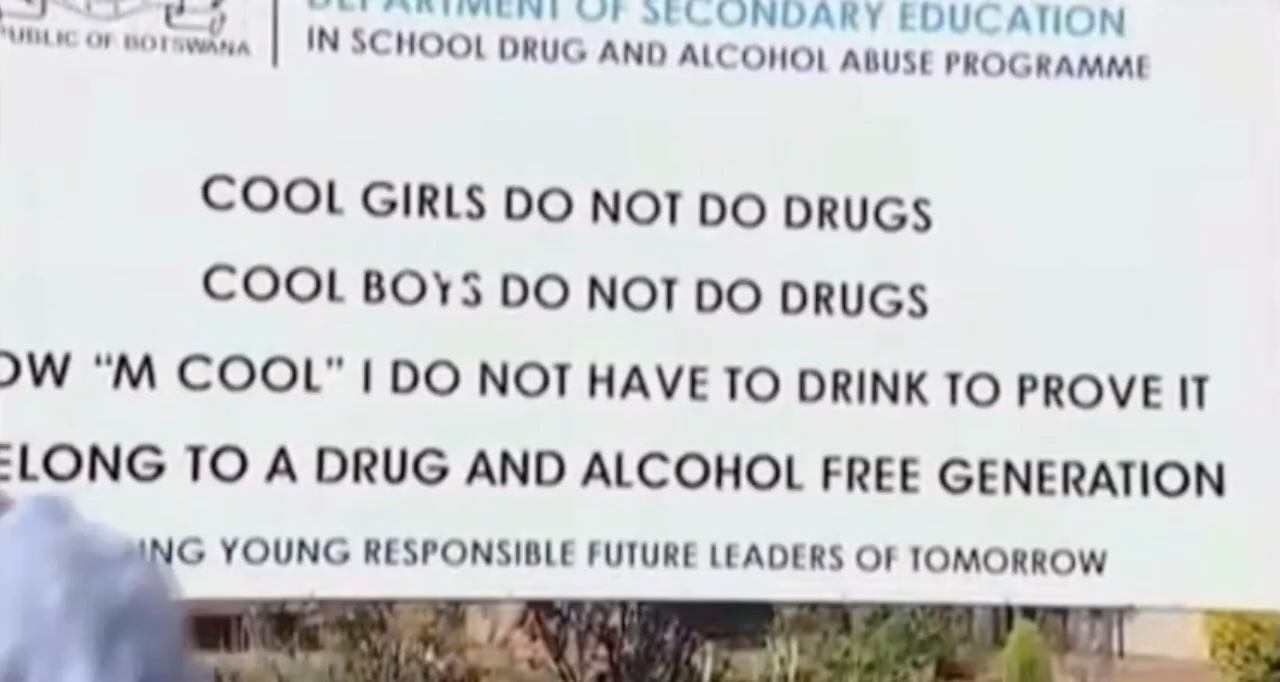 DEPARTMENT OF SECONDARY EDUCATION
PUBLIC OF BOTSWANA
IN SCHOOL DRUG AND ALCOHOL ABUSE PROGRAMME
COOL GIRLS DO NOT DO DRUGS
COOL BOYS DO NOT DO DRUGS
OW "M COOL" I DO NOT HAVE TO DRINK TO PROVE IT
ELONG TO A DRUG AND ALCOHOL FREE GENERATION
ING YOUNG RESPONSIBLE FUTURE LEADERS OF TOMORROW